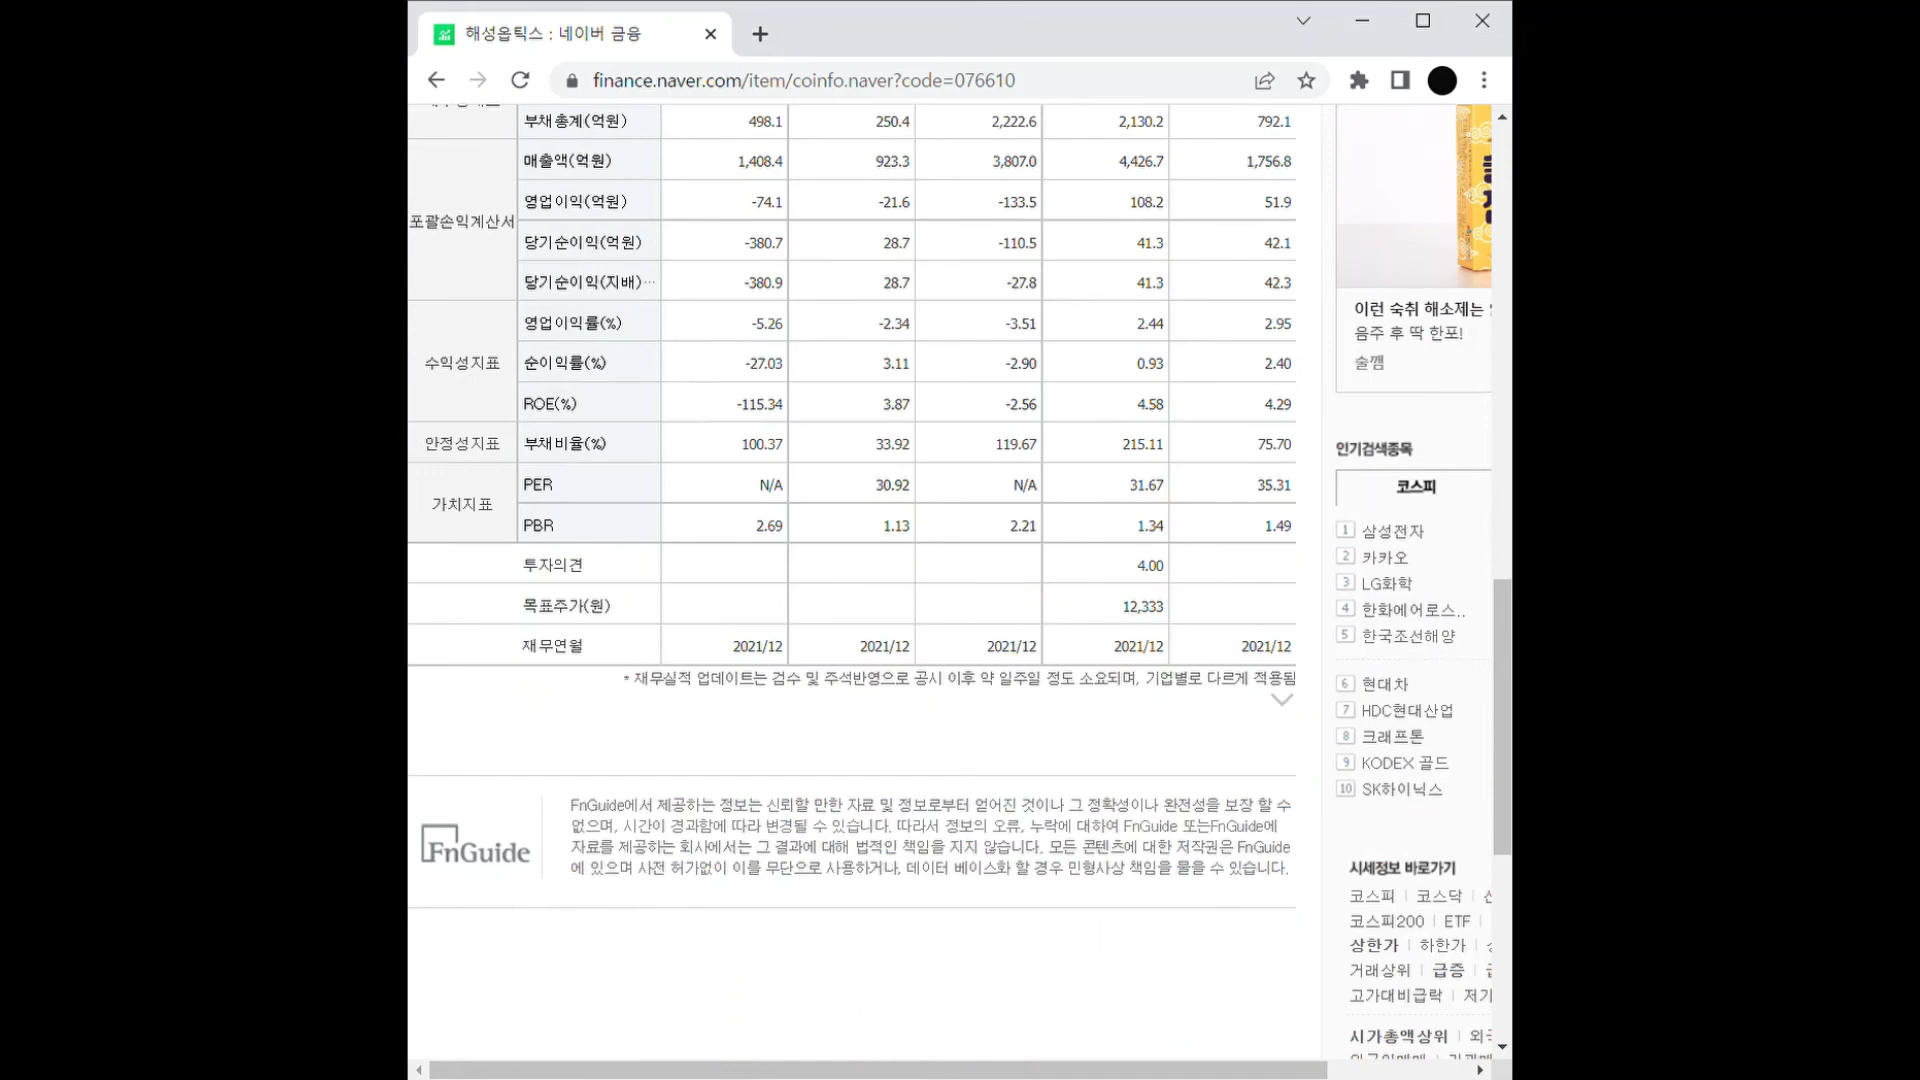 해성옵틱스 : 네이버 금융
finance.naver.com/item/coinfo.naver?code=076610
부채총계(억원) 498.1 250.4 2,222.6 2,130.2 792.1
포괄손익계산서
매출액(억원) 1,408.4 923.3 3,807.0 4,426.7 1,756.8
영업이익(억원) -74.1 -21.6 -133.5 108.2 51.9
당기순이익(억원) -380.7 28.7 -110.5 41.3 42.1
당기순이익(지배)… -380.9 28.7 -27.8 41.3 42.3
수익성지표
영업이익률(%) -5.26 -2.34 -3.51 2.44 2.95
순이익률(%) -27.03 3.11 -2.90 0.93 2.40
ROE(%) -115.34 3.87 -2.56 4.58 4.29
안정성지표 부채비율(%) 100.37 33.92 119.67 215.11 75.70
가치지표
PER N/A 30.92 N/A 31.67 35.31
PBR 2.69 1.13 2.21 1.34 1.49
투자의견 4.00
목표주가(원) 12,333
재무연월 2021/12 2021/12 2021/12 2021/12 2021/12
* 재무실적 업데이트는 검수 및 주석반영으로 공시 이후 약 일주일 정도 소요되며, 기업별로 다르게 적용됨
FnGuide
FnGuide에서 제공하는 정보는 신뢰할 만한 자료 및 정보로부터 얻어진 것이나 그 정확성이나 완전성을 보장 할 수
없으며, 시간이 경과함에 따라 변경될 수 있습니다. 따라서 정보의 오류, 누락에 대하여 FnGuide 또는FnGuide에
자료를 제공하는 회사에서는 그 결과에 대해 법적인 책임을 지지 않습니다. 모든 콘텐츠에 대한 저작권은 FnGuide
에 있으며 사전 허가없이 이를 무단으로 사용하거나, 데이터 베이스화 할 경우 민형사상 책임을 물을 수 있습니다.
이런 숙취 해소제는
음주 후 딱 한포!
술깸
인기검색종목
코스피
1 삼성전자
2 카카오
3 LG화학
4 한화에어로스..
5 한국조선해양
6 현대차
7 HDC현대산업
8 크래프톤
9 KODEX 골드
10 SK하이닉스
시세정보 바로가기
코스피 | 코스닥 |
코스피200 | ETF |
상한가 | 하한가 |
거래상위 | 급증 |
고가대비급락 | 저가
시가총액상위 | 외국